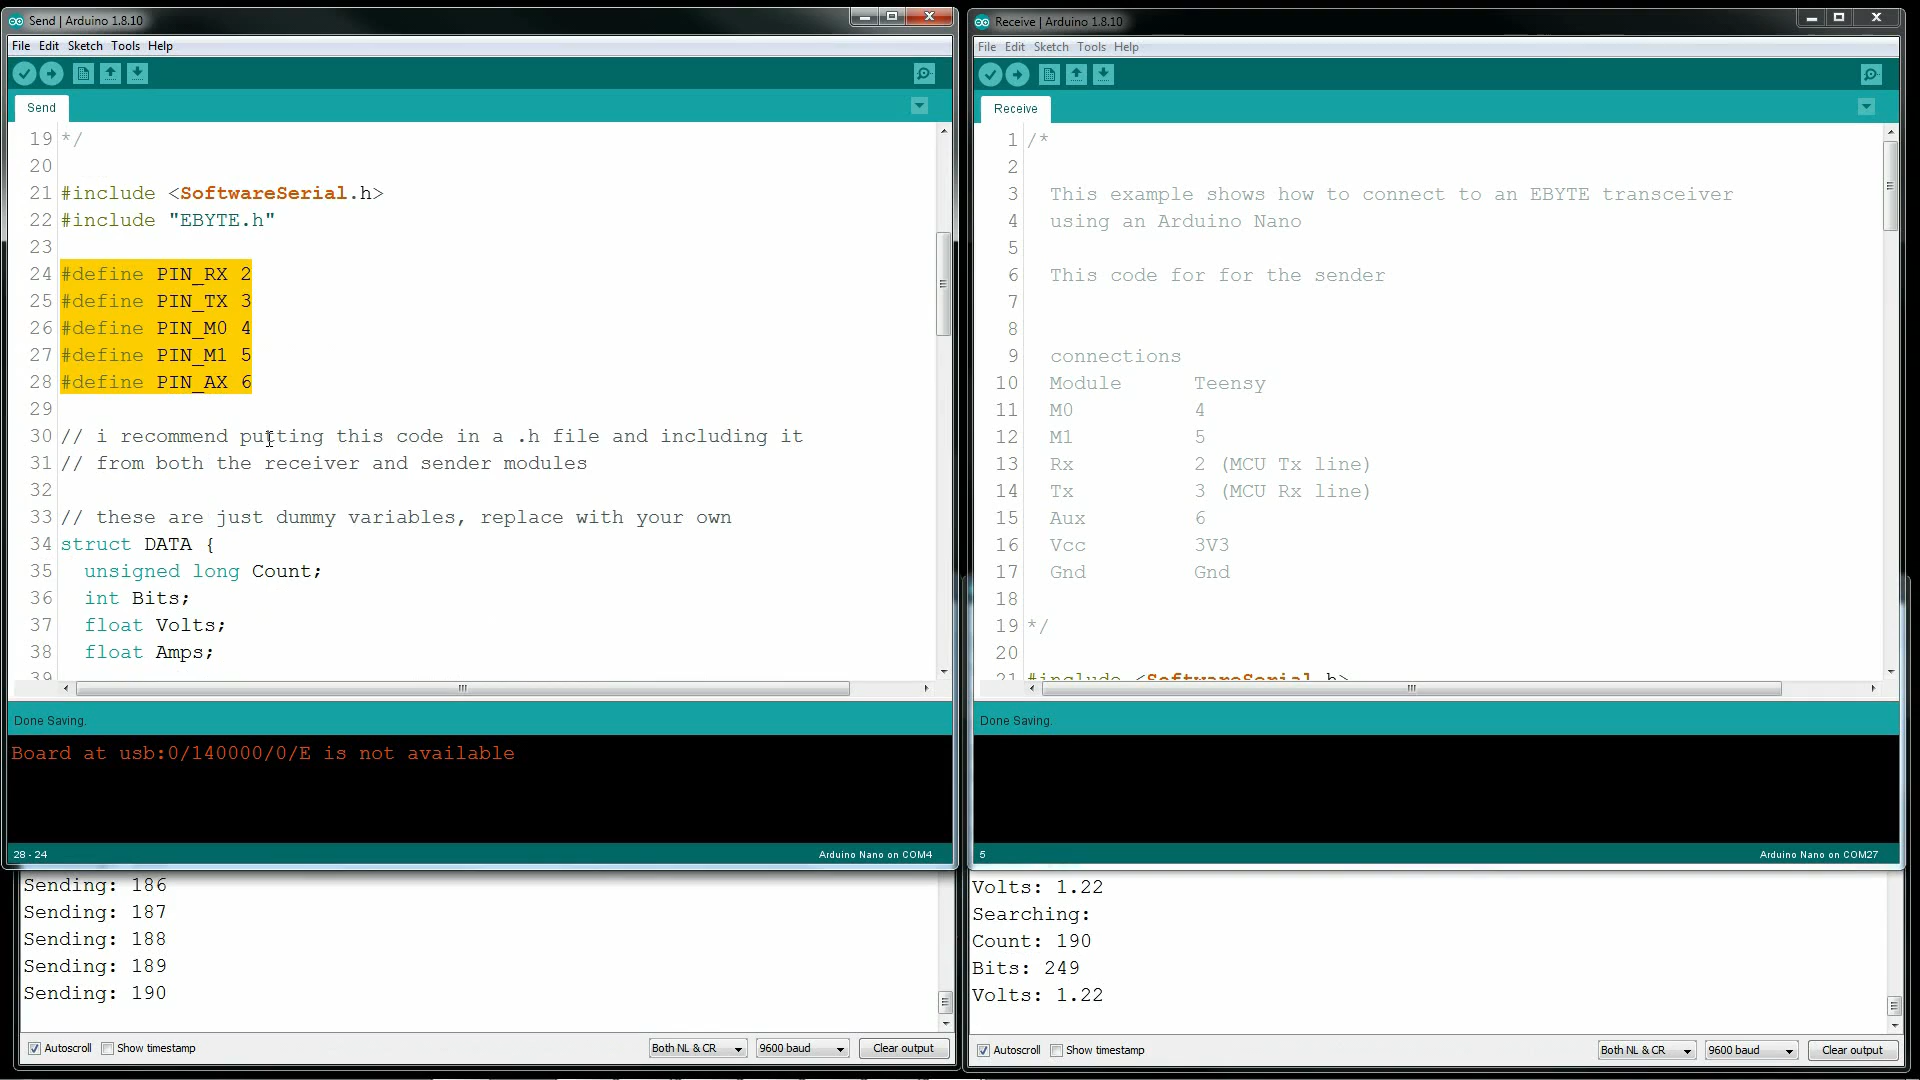 Send | Arduino 1.8.10
File Edit Sketch Tools Help
Send
19 */
20
21 #include <SoftwareSerial.h>
22 #include "EBYTE.h"
23
24 #define PIN_RX 2
25 #define PIN_TX 3
26 #define PIN_M0 4
27 #define PIN_M1 5
28 #define PIN_AX 6
29
30 // i recommend putting this code in a .h file and including it
31 // from both the receiver and sender modules
32
33 // these are just dummy variables, replace with your own
34 struct DATA {
35 unsigned long Count;
36 int Bits;
37 float Volts;
38 float Amps;
39
Done Saving.
Board at usb:0/140000/0/E is not available
28 - 24
Arduino Nano on COM4
Sending: 186
Sending: 187
Sending: 188
Sending: 189
Sending: 190
Autoscroll Show timestamp Both NL & CR 9600 baud Clear output
Receive | Arduino 1.8.10
File Edit Sketch Tools Help
Receive
1 /*
2
3 This example shows how to connect to an EBYTE transceiver
4 using an Arduino Nano
5
6 This code for for the sender
7
8
9 connections
10 Module Teensy
11 M0 4
12 M1 5
13 Rx 2 (MCU Tx line)
14 Tx 3 (MCU Rx line)
15 Aux 6
16 Vcc 3V3
17 Gnd Gnd
18
19 */
20
21 #include <SoftwareSerial.h>
Done Saving.
5
Arduino Nano on COM27
Volts: 1.22
Searching:
Count: 190
Bits: 249
Volts: 1.22
Autoscroll Show timestamp Both NL & CR 9600 baud Clear output